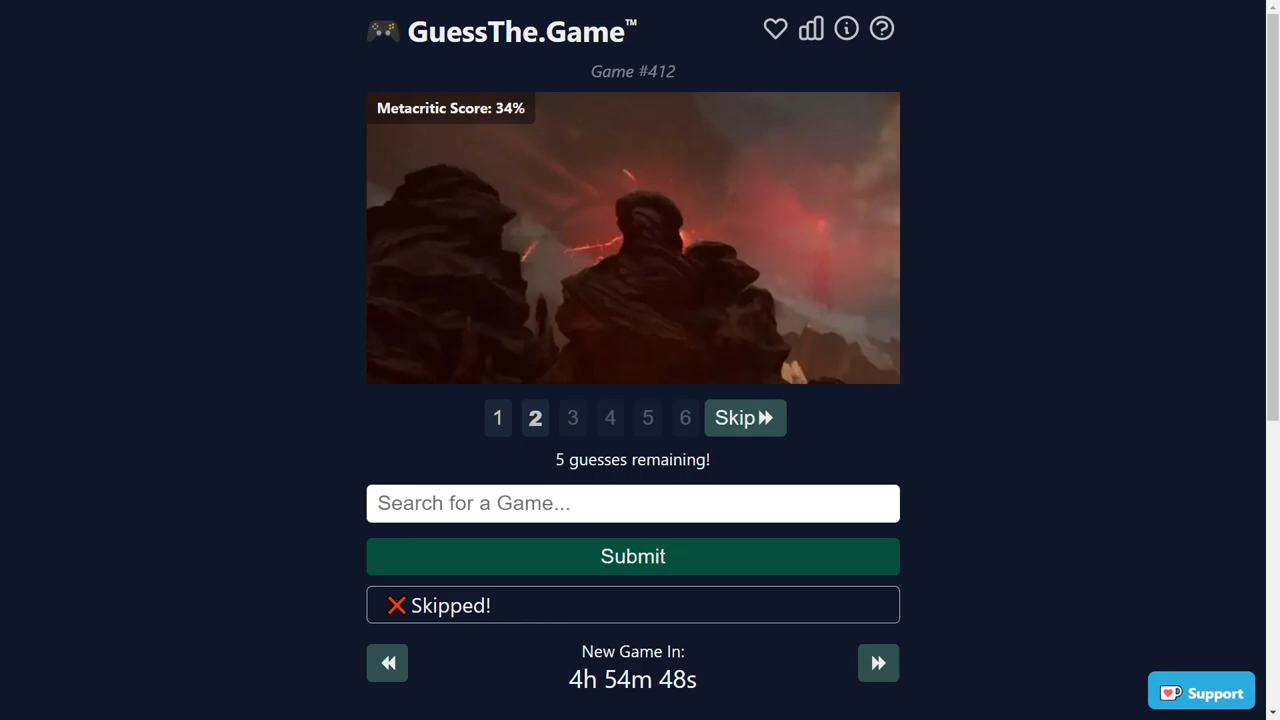 GuessThe.Game™
Game #412
Metacritic Score: 34%
1 2 3 4 5 6 Skip
5 guesses remaining!
Search for a Game...
Submit
❌ Skipped!
New Game In:
4h 54m 48s
Support